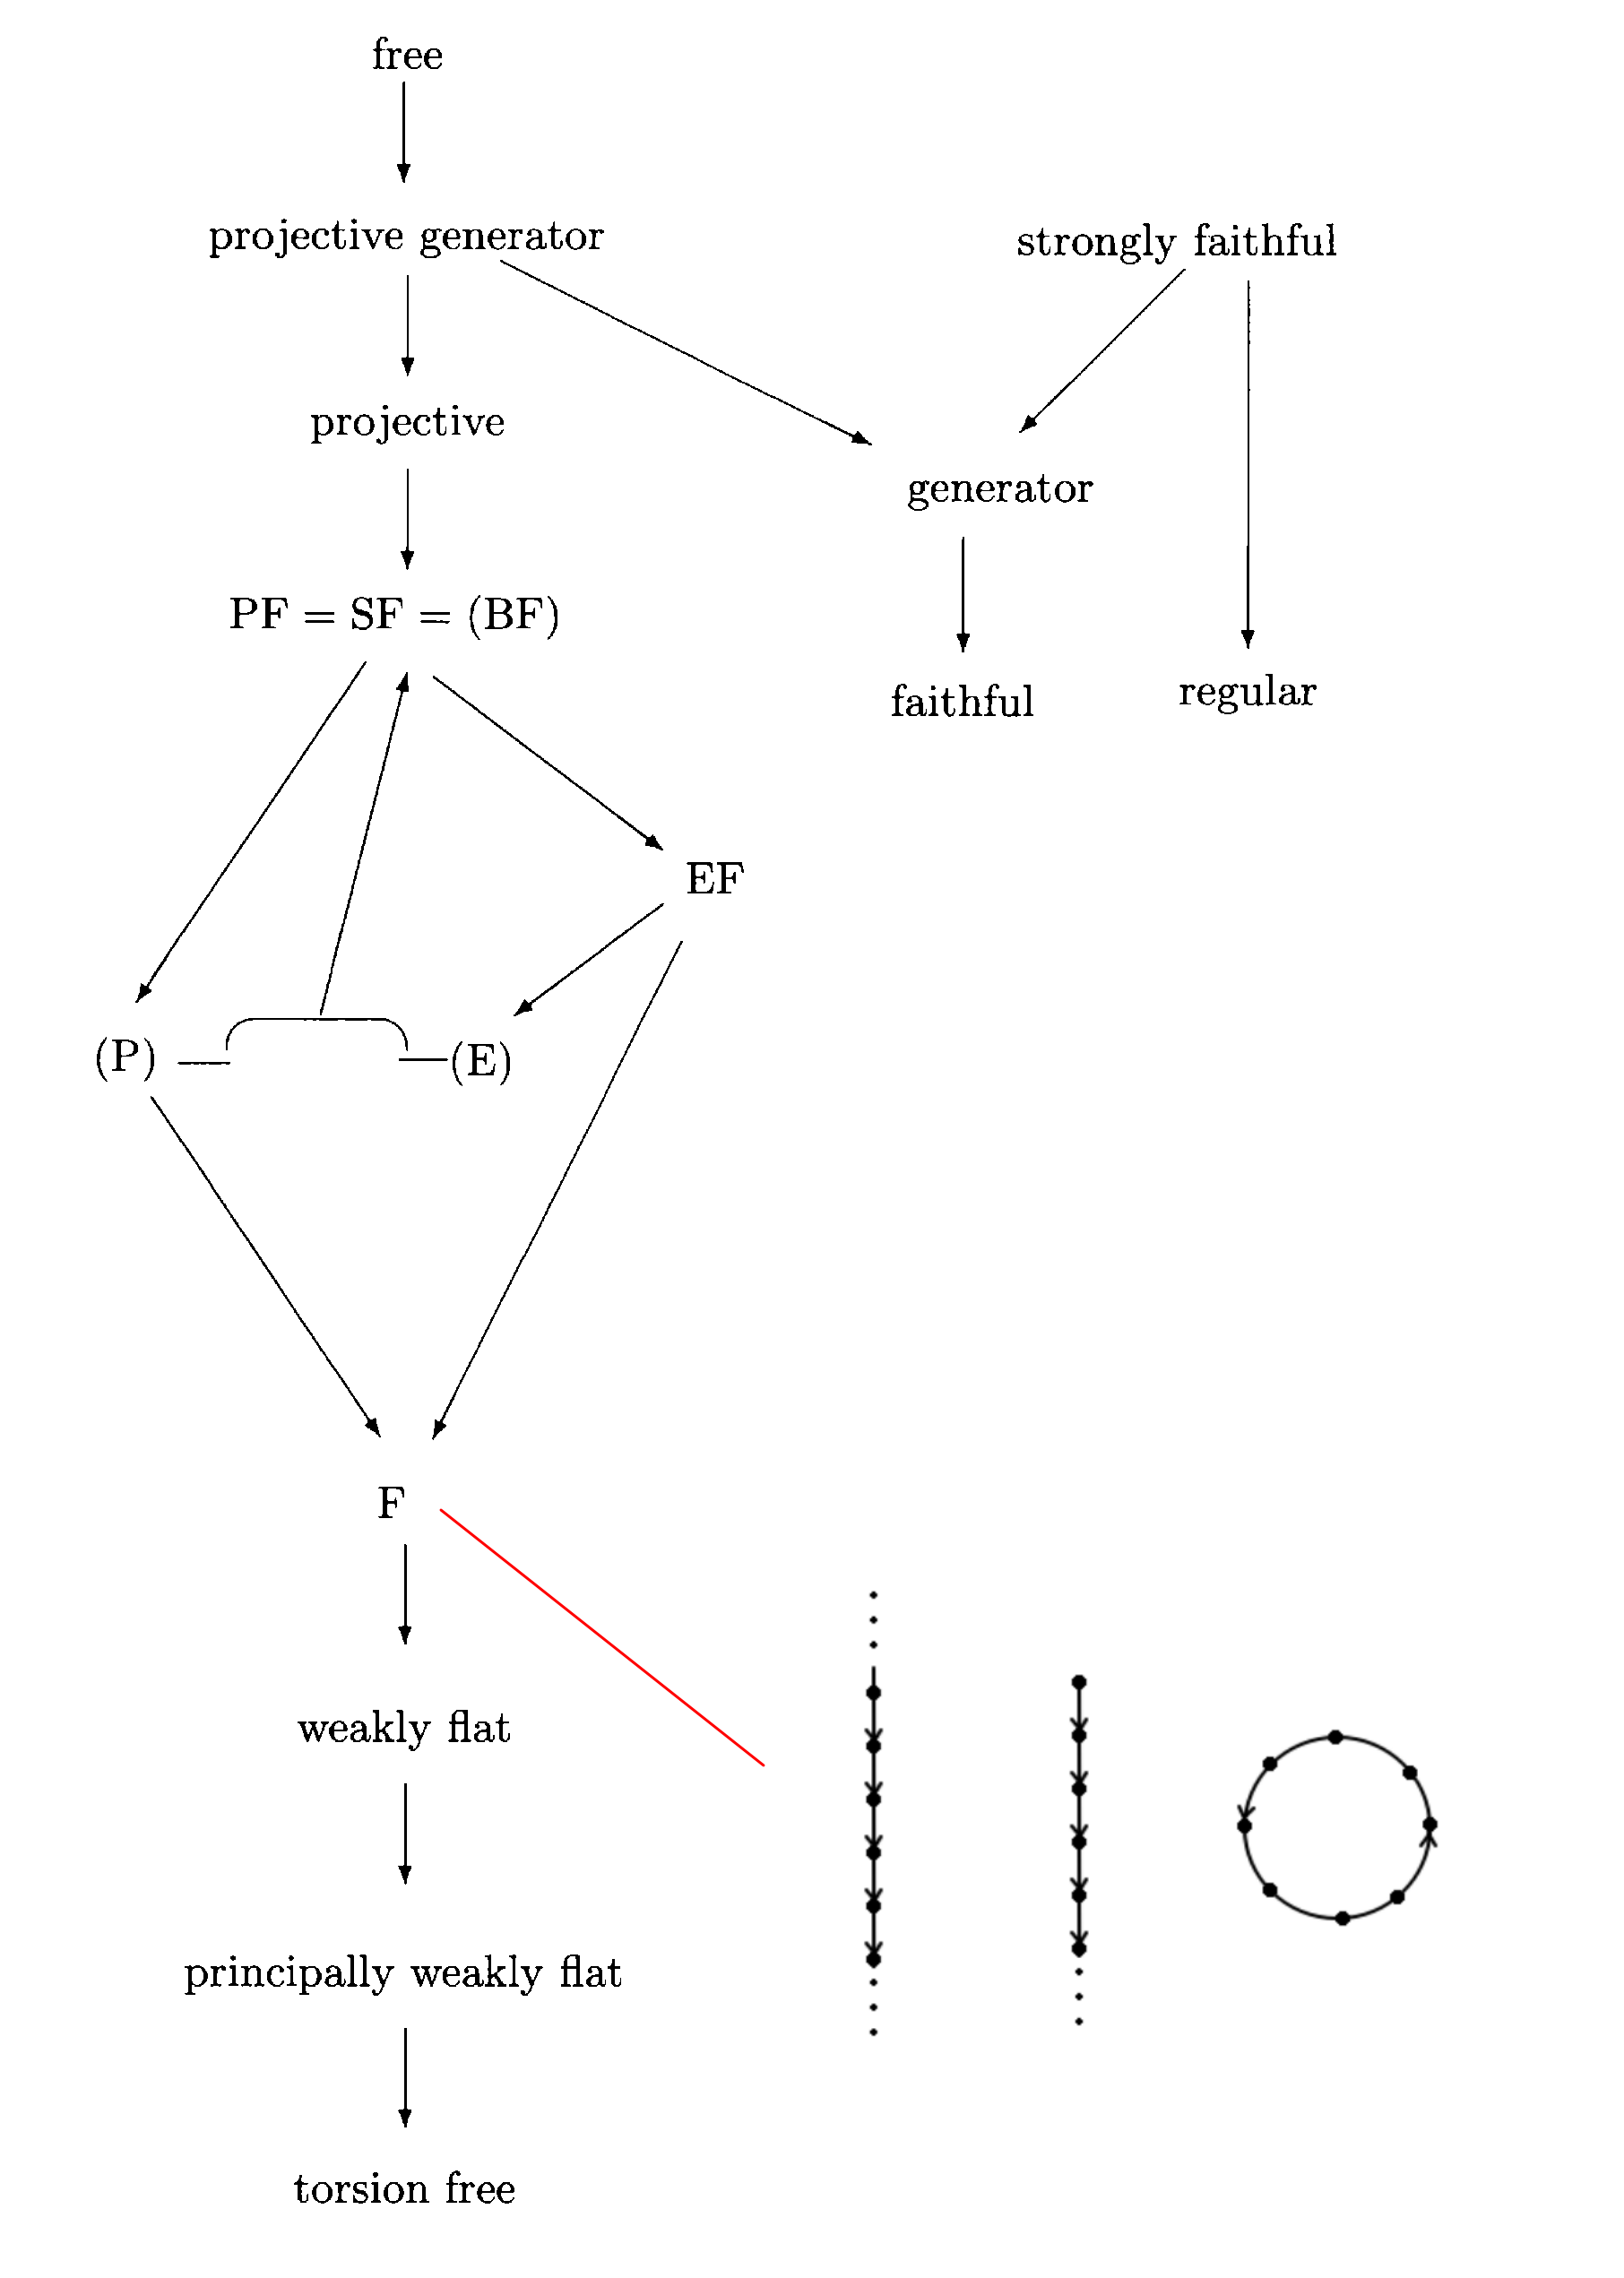 free
projective generator
strongly faithful
projective
generator
PF = SF = (BF)
faithful
regular
EF
(P)
(E)
F
weakly flat
principally weakly flat
torsion free